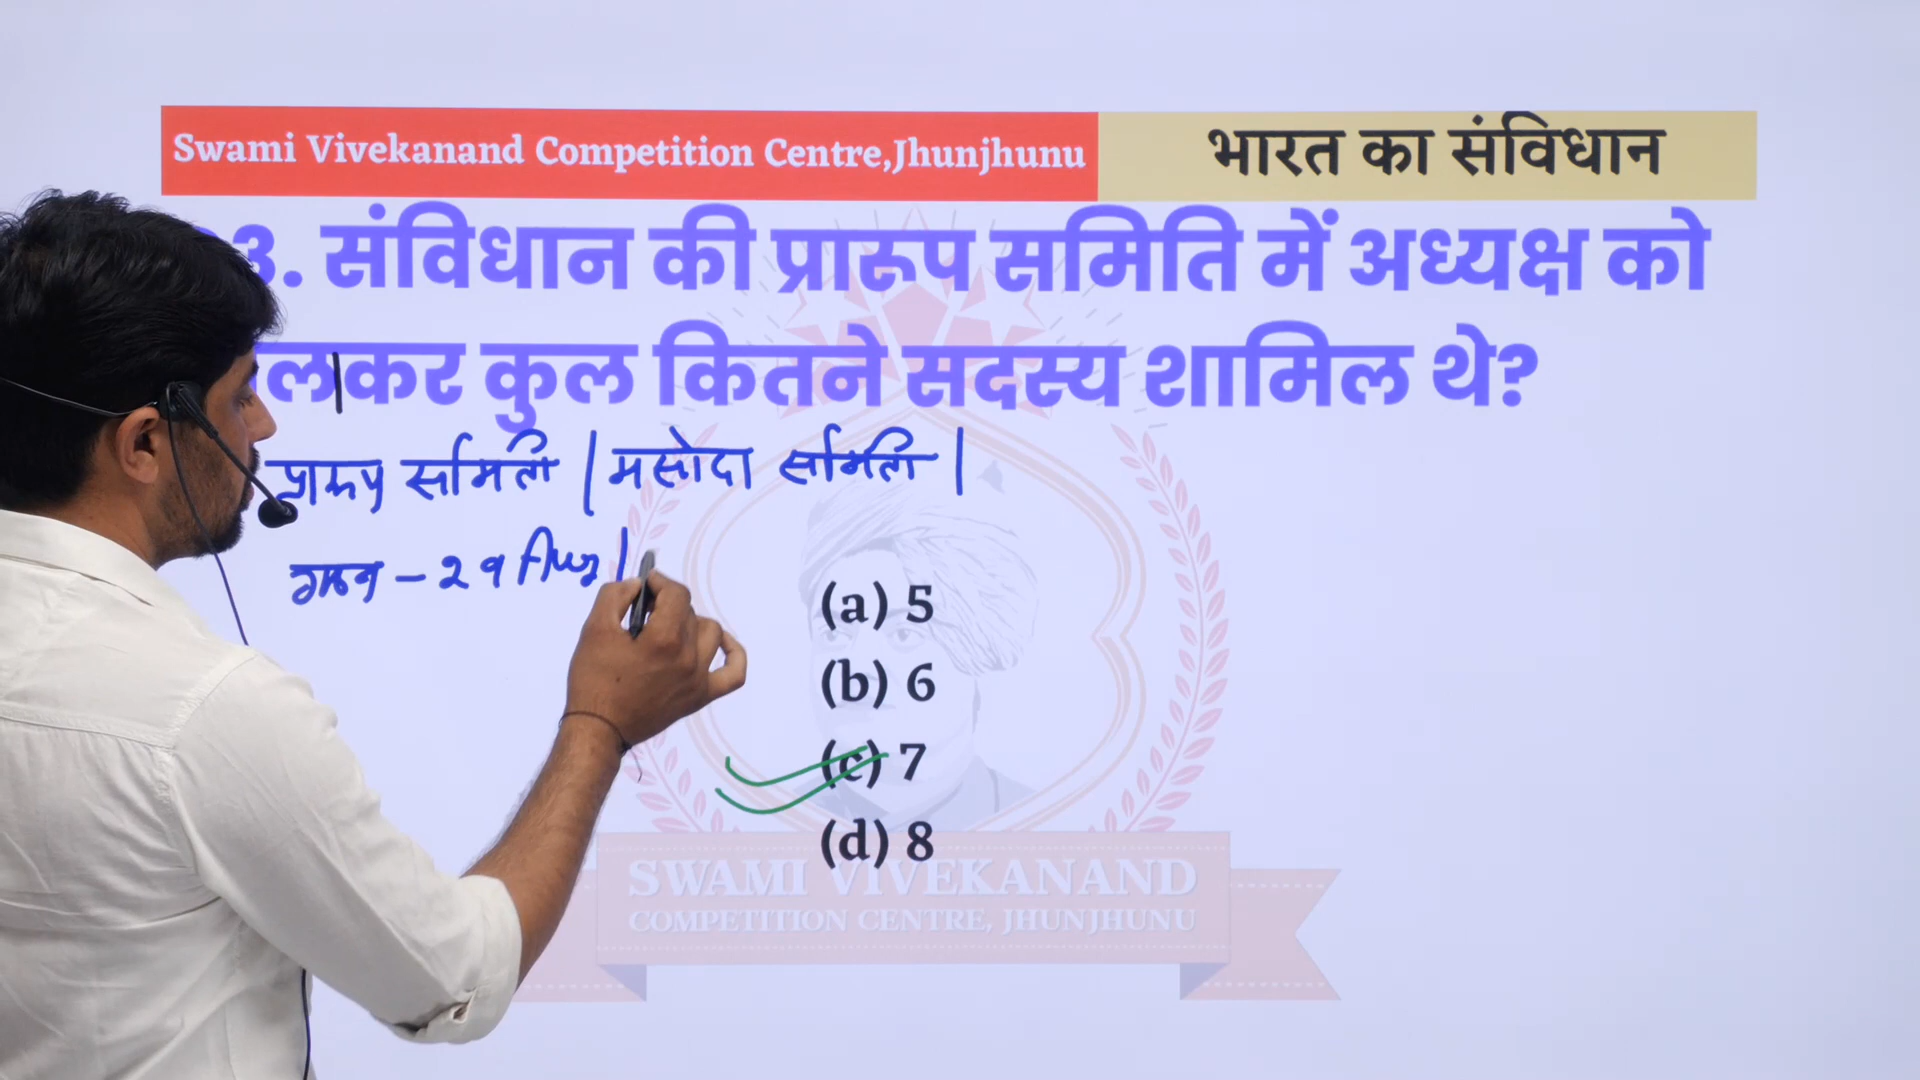 Swami Vivekanand Competition Centre,Jhunjhunu
भारत का संविधान
3. संविधान की प्रारूप समिति में अध्यक्ष को
लकर कुल कितने सदस्य शामिल थे?
प्रारूप समिति | मसौदा समिति |
गठन - 29
(a) 5
(b) 6
(c) 7
(d) 8
SWAMI VIVEKANAND
COMPETITION CENTRE, JHUNJHUNU